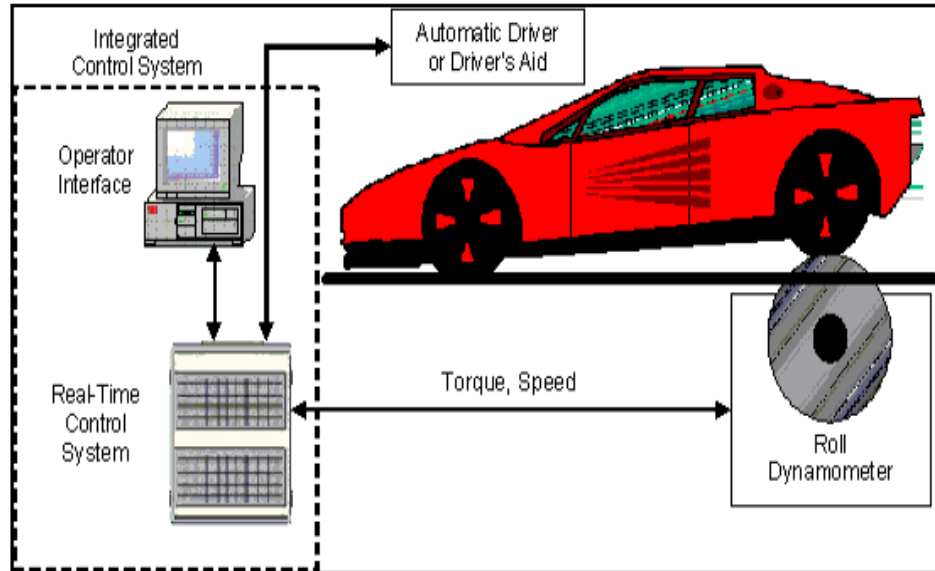 Integrated
Control System
Automatic Driver
or Driver's Aid
Operator
Interface
Real-Time
Control
System
Torque, Speed
Roll
Dynamometer